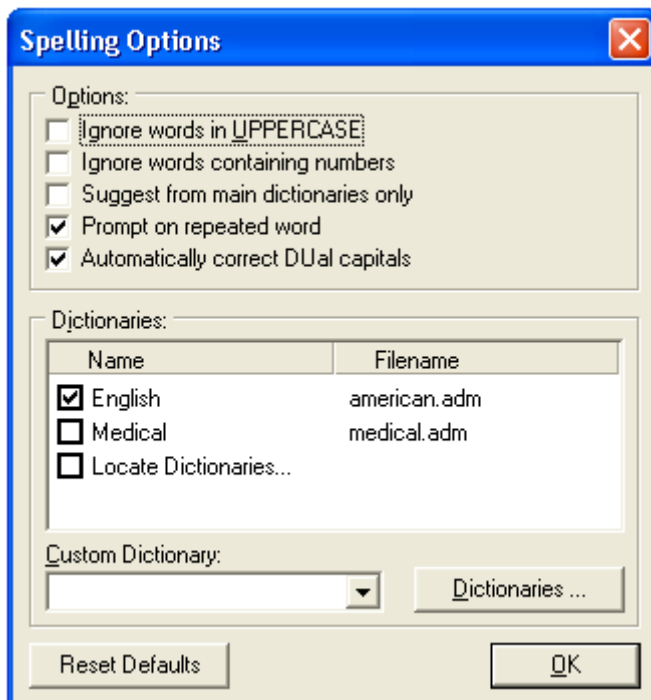 Spelling Options
Options:
Ignore words in UPPERCASE
Ignore words containing numbers
Suggest from main dictionaries only
Prompt on repeated word
Automatically correct DUal capitals
Dictionaries:
Name Filename
English american.adm
Medical medical.adm
Locate Dictionaries...
Custom Dictionary:
Dictionaries ...
Reset Defaults OK